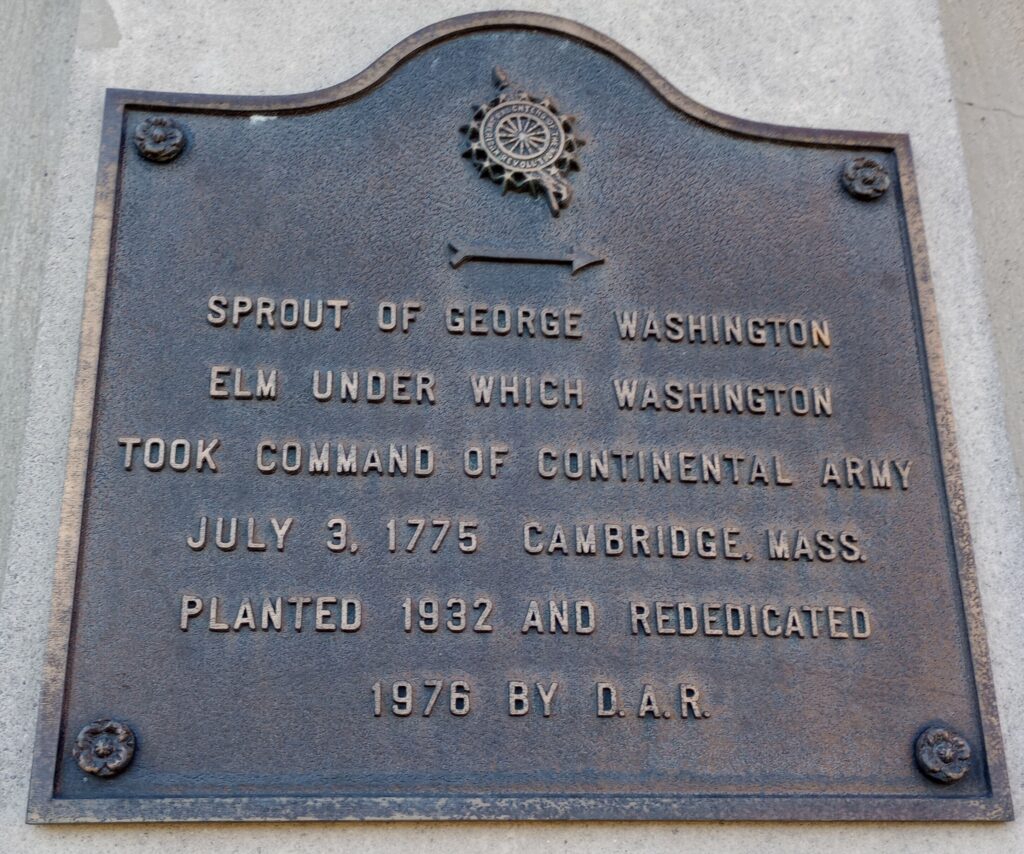 SPROUT OF GEORGE WASHINGTON
ELM UNDER WHICH WASHINGTON
TOOK COMMAND OF CONTINENTAL ARMY
JULY 3, 1775 CAMBRIDGE, MASS.
PLANTED 1932 AND REDEDICATED
1976 BY D.A.R.